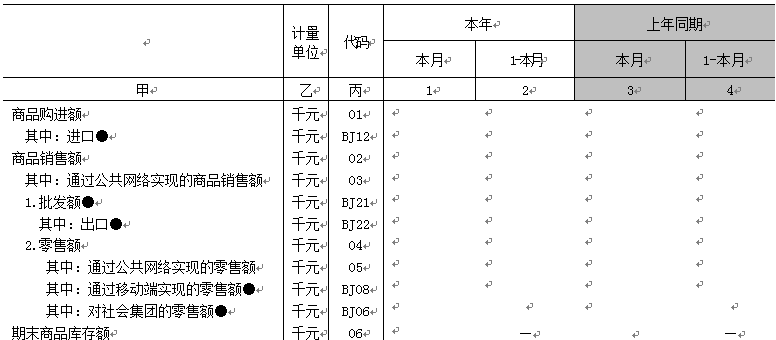 计量单位 代码 本年 上年同期
本月 1-本月 本月 1-本月
甲 乙 丙 1 2 3 4
商品购进额 千元 01
其中：进口● 千元 BJ12
商品销售额 千元 02
其中：通过公共网络实现的商品销售额 千元 03
1.批发额● 千元 BJ21
其中：出口● 千元 BJ22
2.零售额 千元 04
其中：通过公共网络实现的零售额 千元 05
其中：通过移动端实现的零售额● 千元 BJ08
其中：对社会集团的零售额● 千元 BJ06
期末商品库存额 千元 06 — —